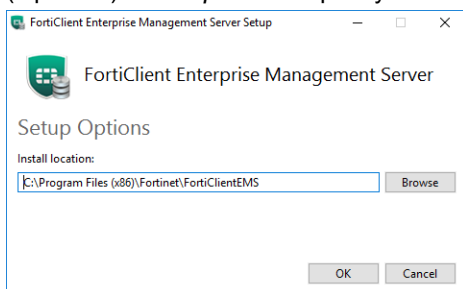 FortiClient Enterprise Management Server Setup
FortiClient Enterprise Management Server
Setup Options
Install location:
C:\Program Files (x86)\Fortinet\FortiClientEMS
Browse
OK Cancel